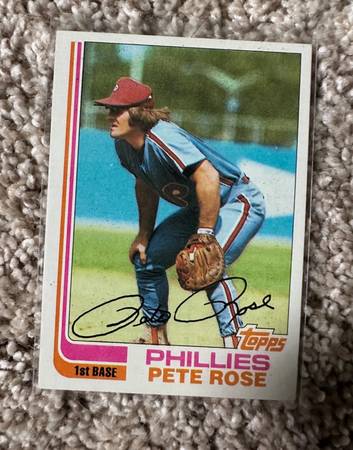 Pete Rose
Topps
PHILLIES
1st BASE
PETE ROSE